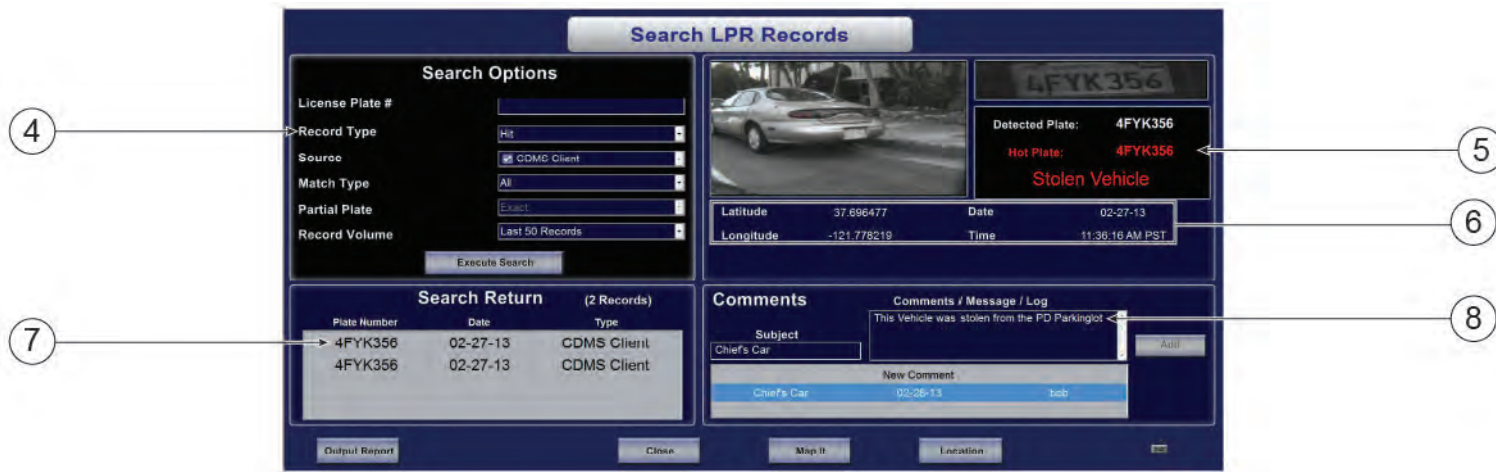 Search LPR Records
Search Options
License Plate #
4
Record Type
Hit
Source
CDMS Client
Match Type
All
Partial Plate
Exact
Record Volume
Last 50 Records
Execute Search
4FYK356
Detected Plate: 4FYK356
Hot Plate: 4FYK356
5
Stolen Vehicle
Latitude 37.696477 Date 02-27-13
6
Longitude -121.778219 Time 11:36:16 AM PST
Search Return (2 Records)
Plate Number Date Type
7
4FYK356 02-27-13 CDMS Client
4FYK356 02-27-13 CDMS Client
Comments
Comments / Message / Log
This Vehicle was stolen from the PD Parkinglot
8
Subject
Chief's Car
Add
New Comment
Chief's Car 02-28-13 bob
Output Report
Close
Map It
Location